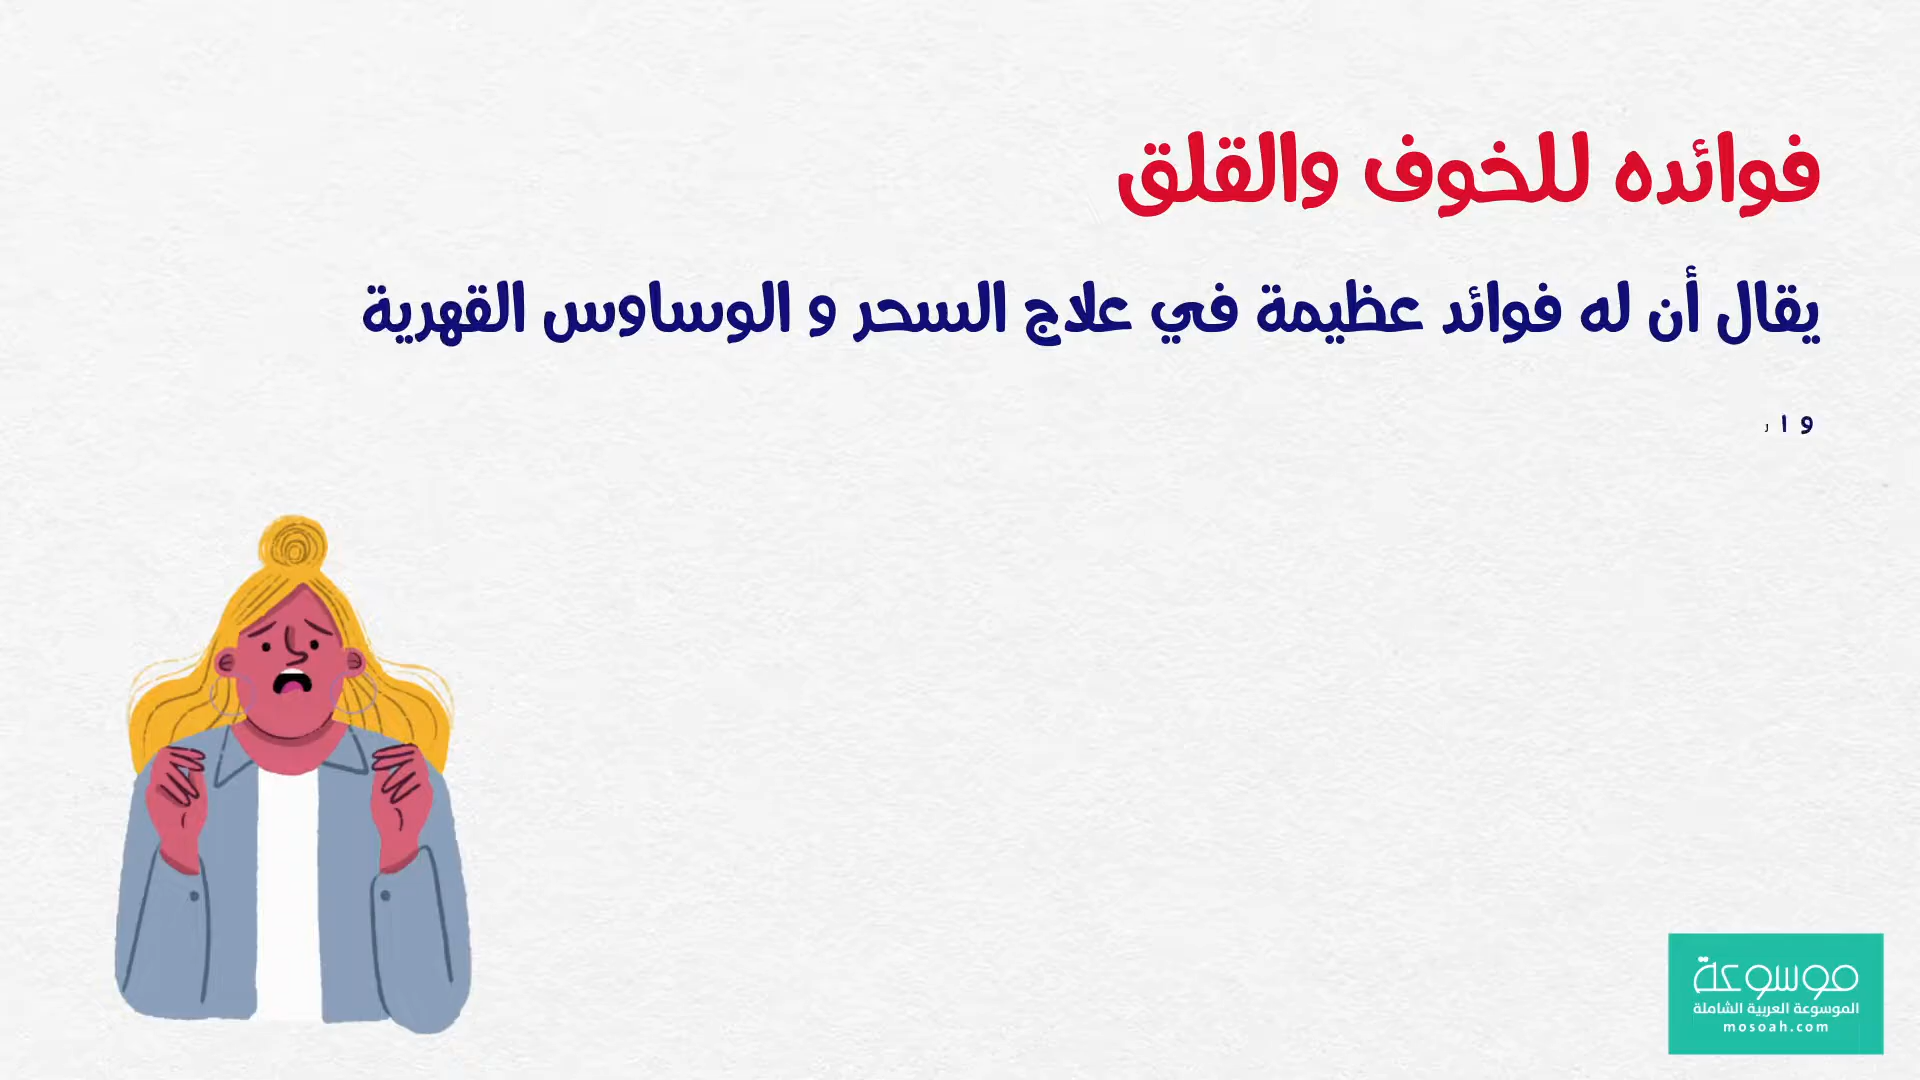 فوائده للخوف والقلق
يقال أن له فوائد عظيمة في علاج السحر و الوساوس القهرية
و ا
موسوعة
الموسوعة العربية الشاملة
mosoah.com